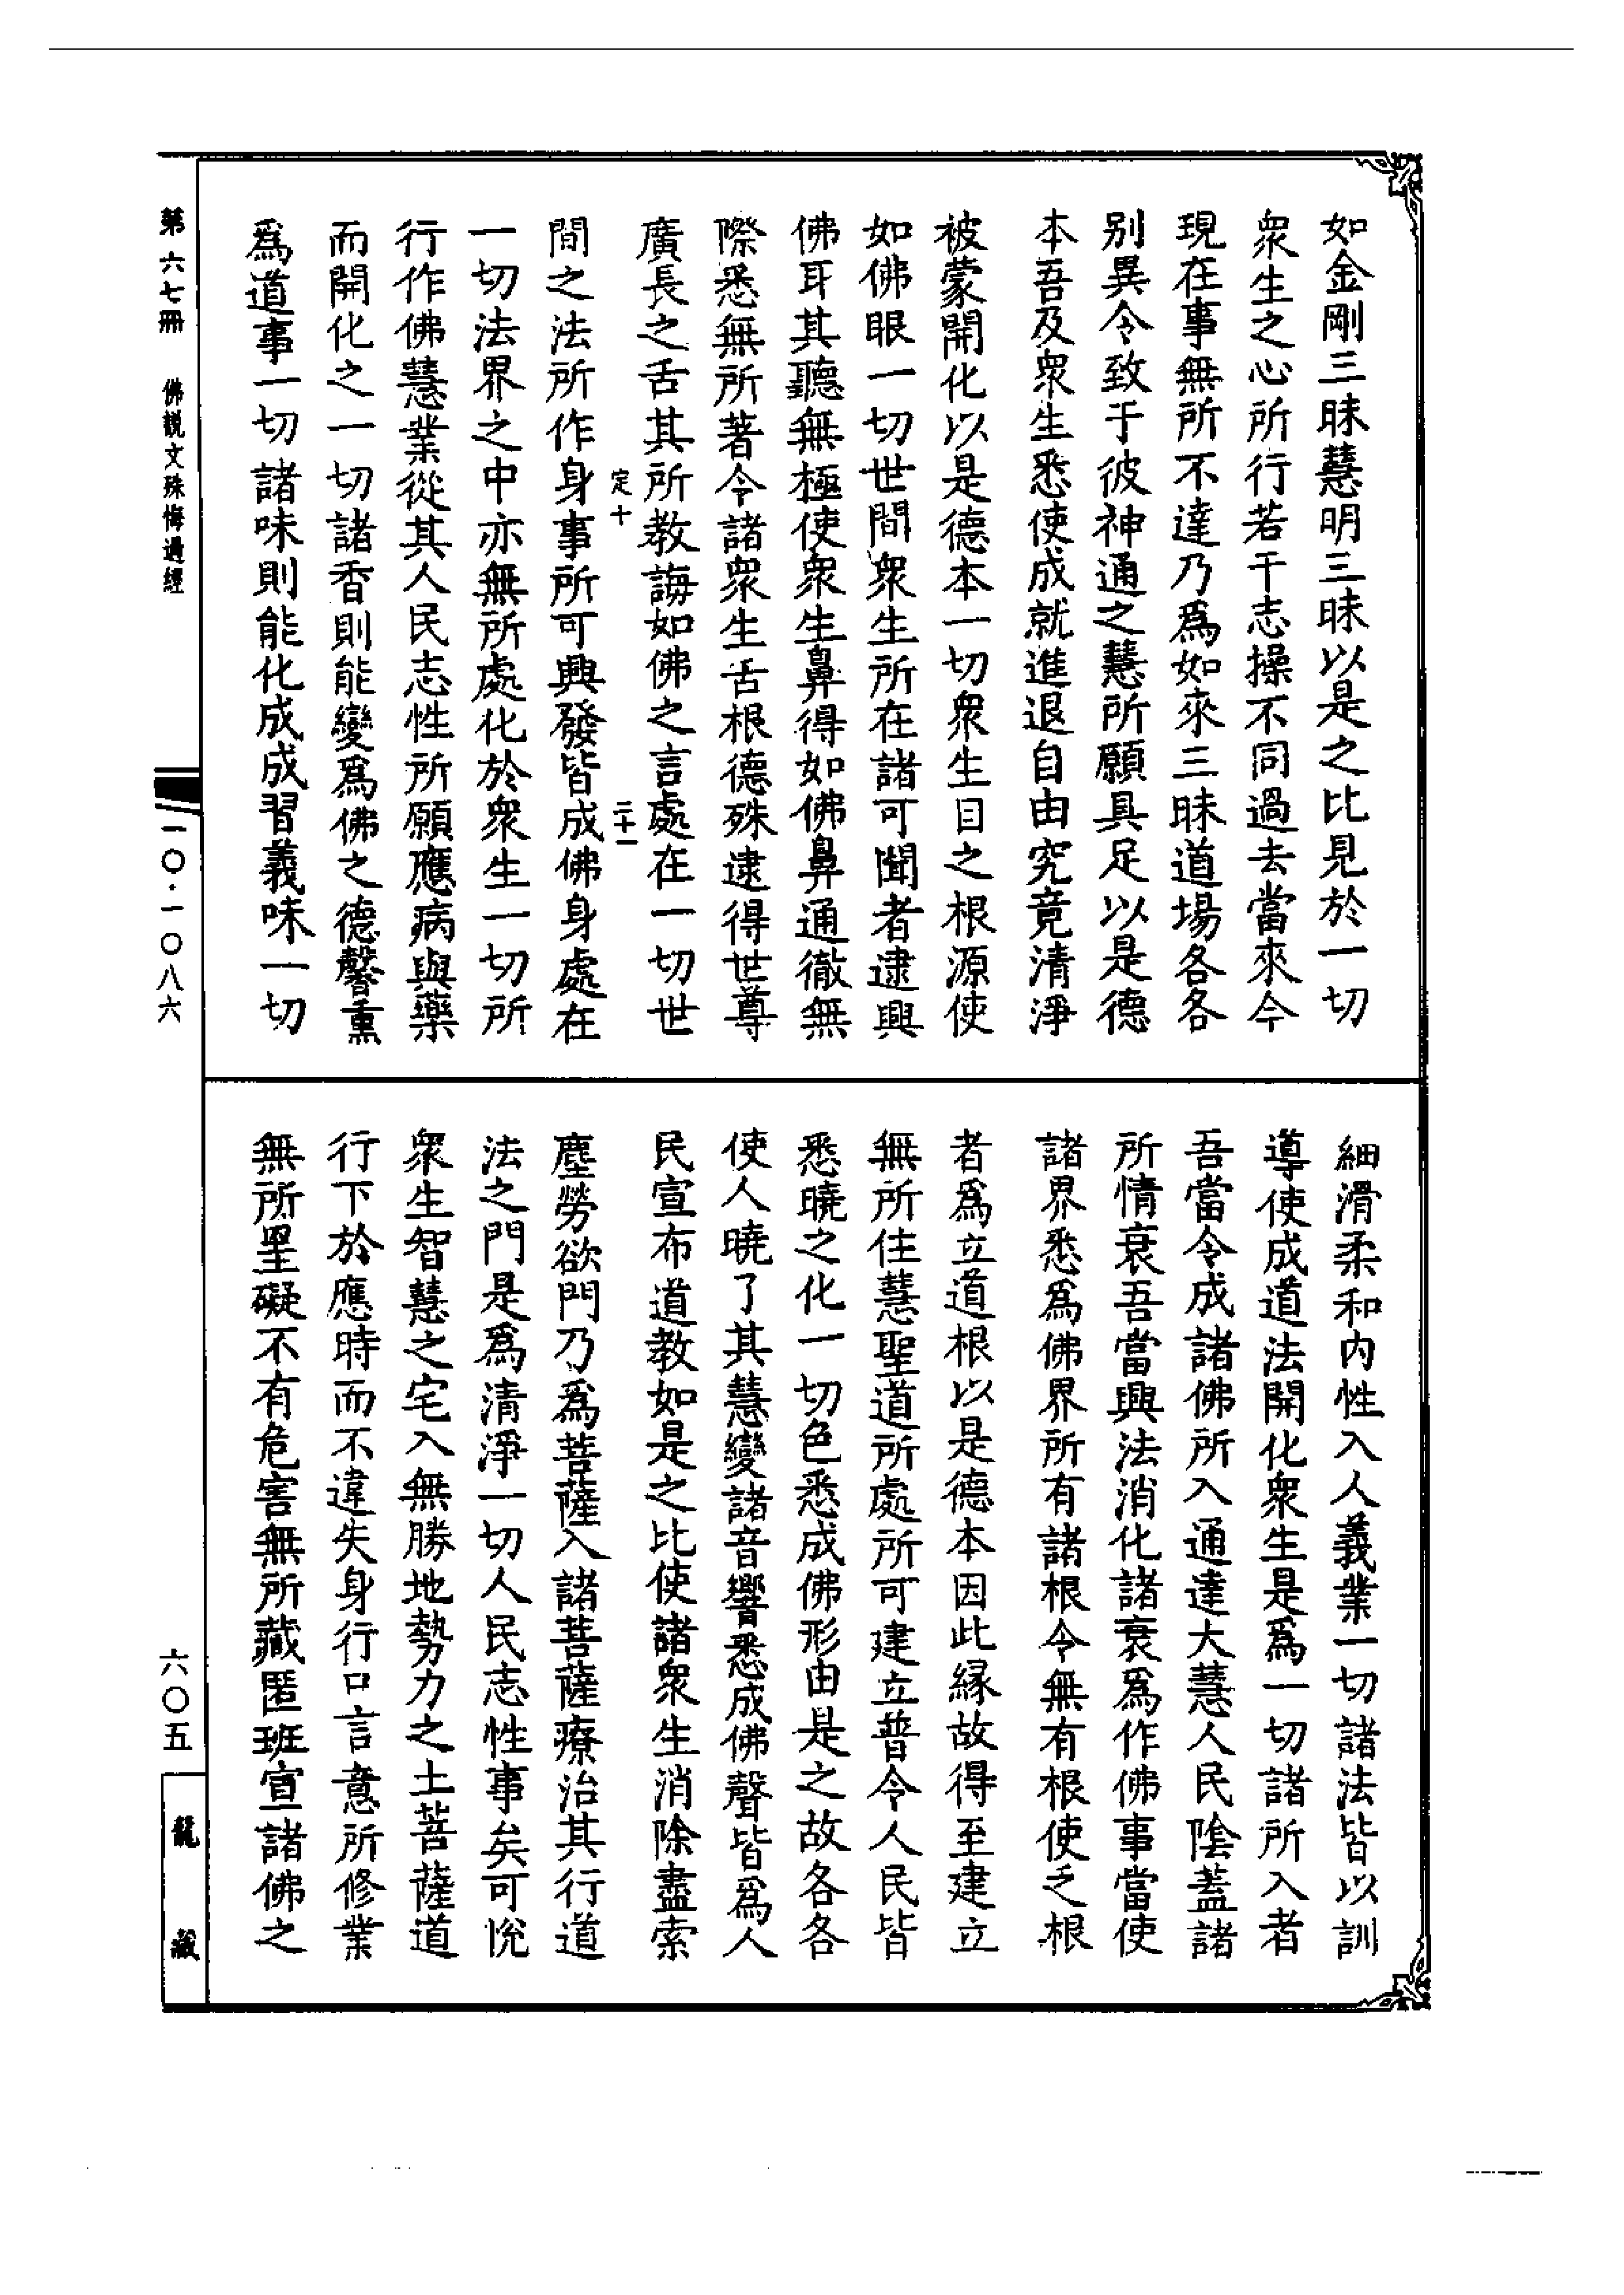 如金剛三昧慧明三昧以是之比見於一切
衆生之心所行若干志操不同過去當來今
現在事無所不達乃爲如來三昧道場各各
别異令致于彼神通之慧所願具足以是德
本吾及衆生悉使成就進退自由究竟清淨
被蒙開化以是德本一切衆生目之根源使
如佛眼一切世間衆生所在諸可聞者逮興
佛耳其聽無極使衆生鼻得如佛鼻通徹無
際悉無所著令諸衆生舌根德殊逮得世尊
廣長之舌其所教誨如佛之言處在一切世
定十
二十一
間之法所作身事所可興發皆成佛身處在
一切法界之中亦無所處化於衆生一切所
行作佛慧業從其人民志性所願應病與藥
而開化之一切諸香則能變爲佛之德馨熏
爲道事一切諸味則能化成成習義味一切
細滑柔和内性入人義業一切諸法皆以訓
導使成道法開化衆生是爲一切諸所入者
吾當令成諸佛所入通達大慧人民陰蓋諸
所情衰吾當興法消化諸衰爲作佛事當使
諸界悉爲佛界所有諸根令無有根使乏根
者爲立道根以是德本因此緣故得至建立
無所住慧聖道所處所可建立普令人民皆
悉曉之化一切色悉成佛形由是之故各各
使人曉了其慧變諸音響悉成佛聲皆爲人
民宣布道教如是之比使諸衆生消除盡索
塵勞欲門乃爲菩薩入諸菩薩療治其行道
法之門是爲清淨一切人民志性事矣可悅
衆生智慧之宅入無勝地勢力之土菩薩道
行下於應時而不違失身行口言意所修業
無所罣礙不有危害無所藏匿班宣諸佛之
第六七冊 佛説文殊悔過經
一〇·一〇八六
六〇五
龍藏